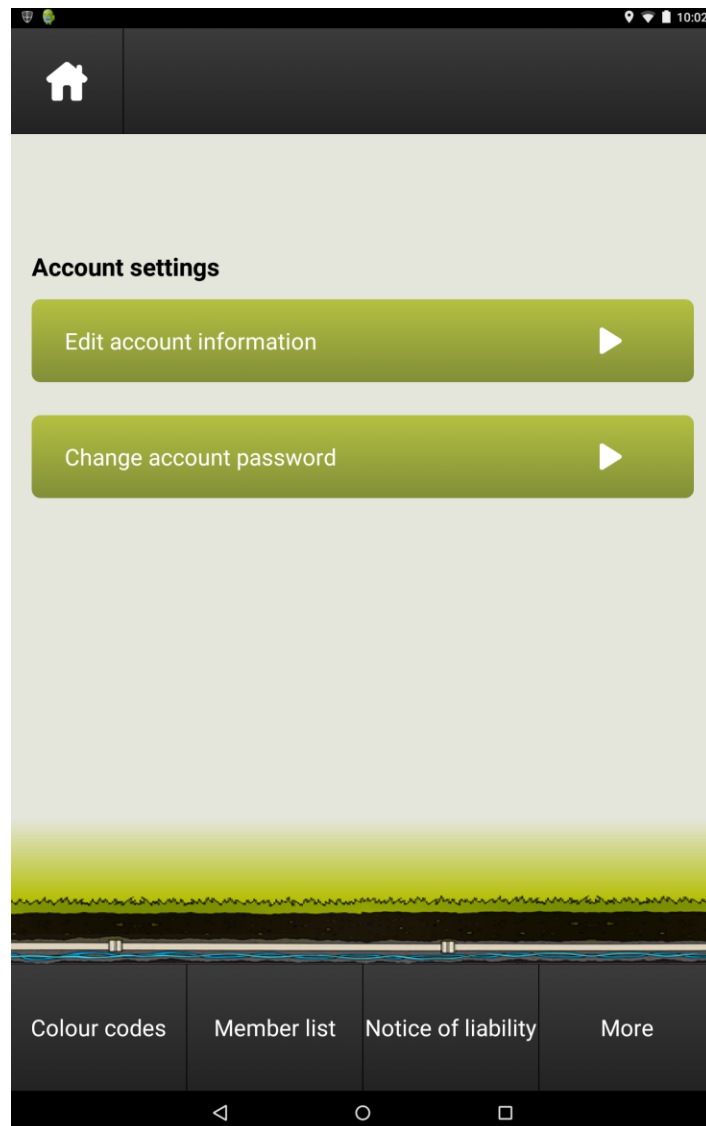 10:02
Account settings
Edit account information
Change account password
Colour codes
Member list
Notice of liability
More